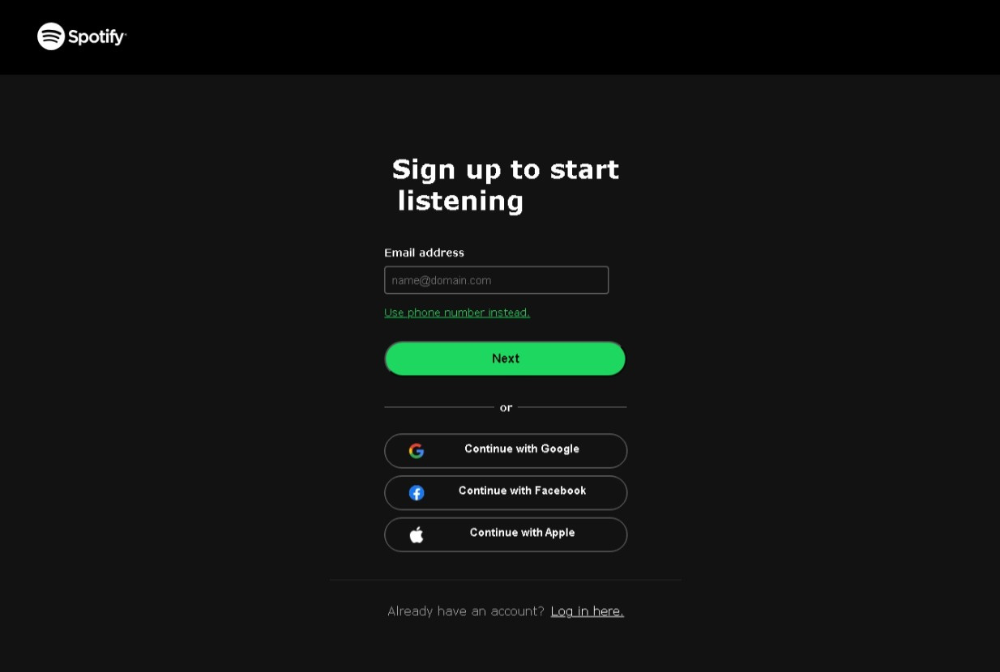 Spotify
Sign up to start
listening
Email address
name@domain.com
Use phone number instead.
Next
or
Continue with Google
Continue with Facebook
Continue with Apple
Already have an account? Log in here.